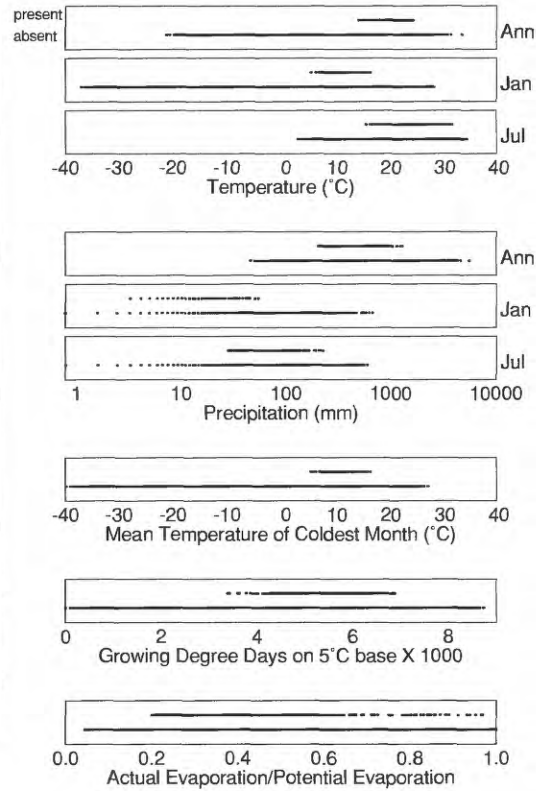 present
absent
Ann
Jan
Jul
-40 -20 -10 -10 0 10 20 30 40
Temperature (˚C)
Ann
Jan
Jul
1 10 100 1000 10000
Precipitation (mm)
-40 -30 -20 -10 0 10 20 30 40
Mean Temperature of Coldest Month (˚C)
0 2 4 6 8
Growing Degree Days on 5˚C base X 1000
0.0 0.2 0.4 0.6 0.8 1.0
Actual Evaporation/Potential Evaporation